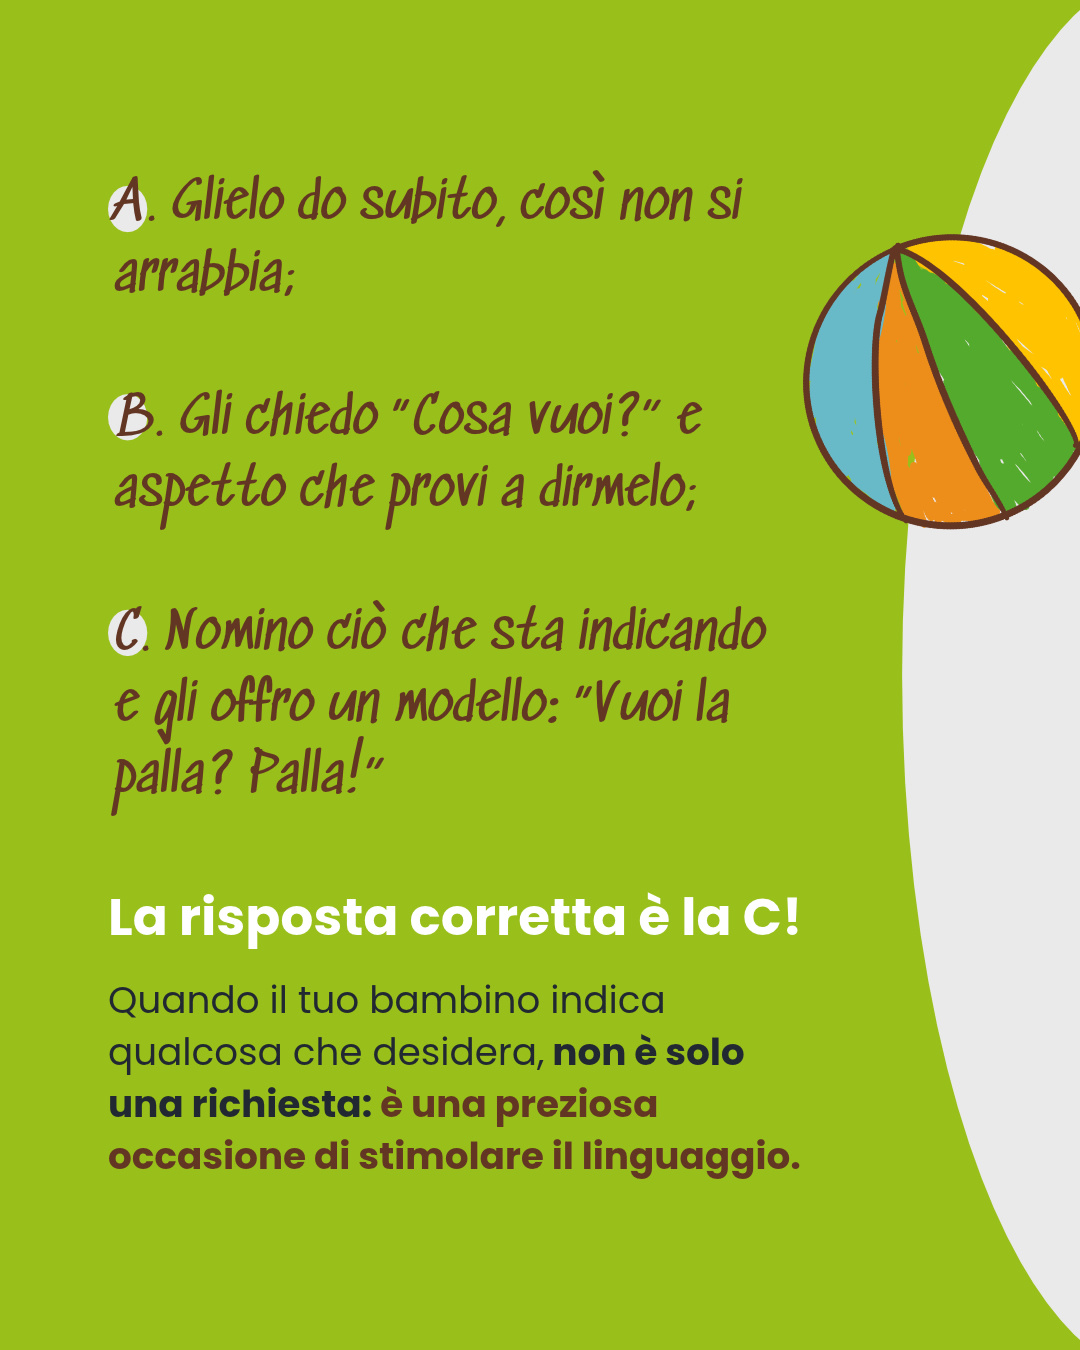 A. Glielo do subito, così non si
arrabbia;
B. Gli chiedo "Cosa vuoi?" e
aspetto che provi a dirmelo;
C. Nomino ciò che sta indicando
e gli offro un modello: "Vuoi la
palla? Palla!"
La risposta corretta è la C!
Quando il tuo bambino indica
qualcosa che desidera, non è solo
una richiesta: è una preziosa
occasione di stimolare il linguaggio.